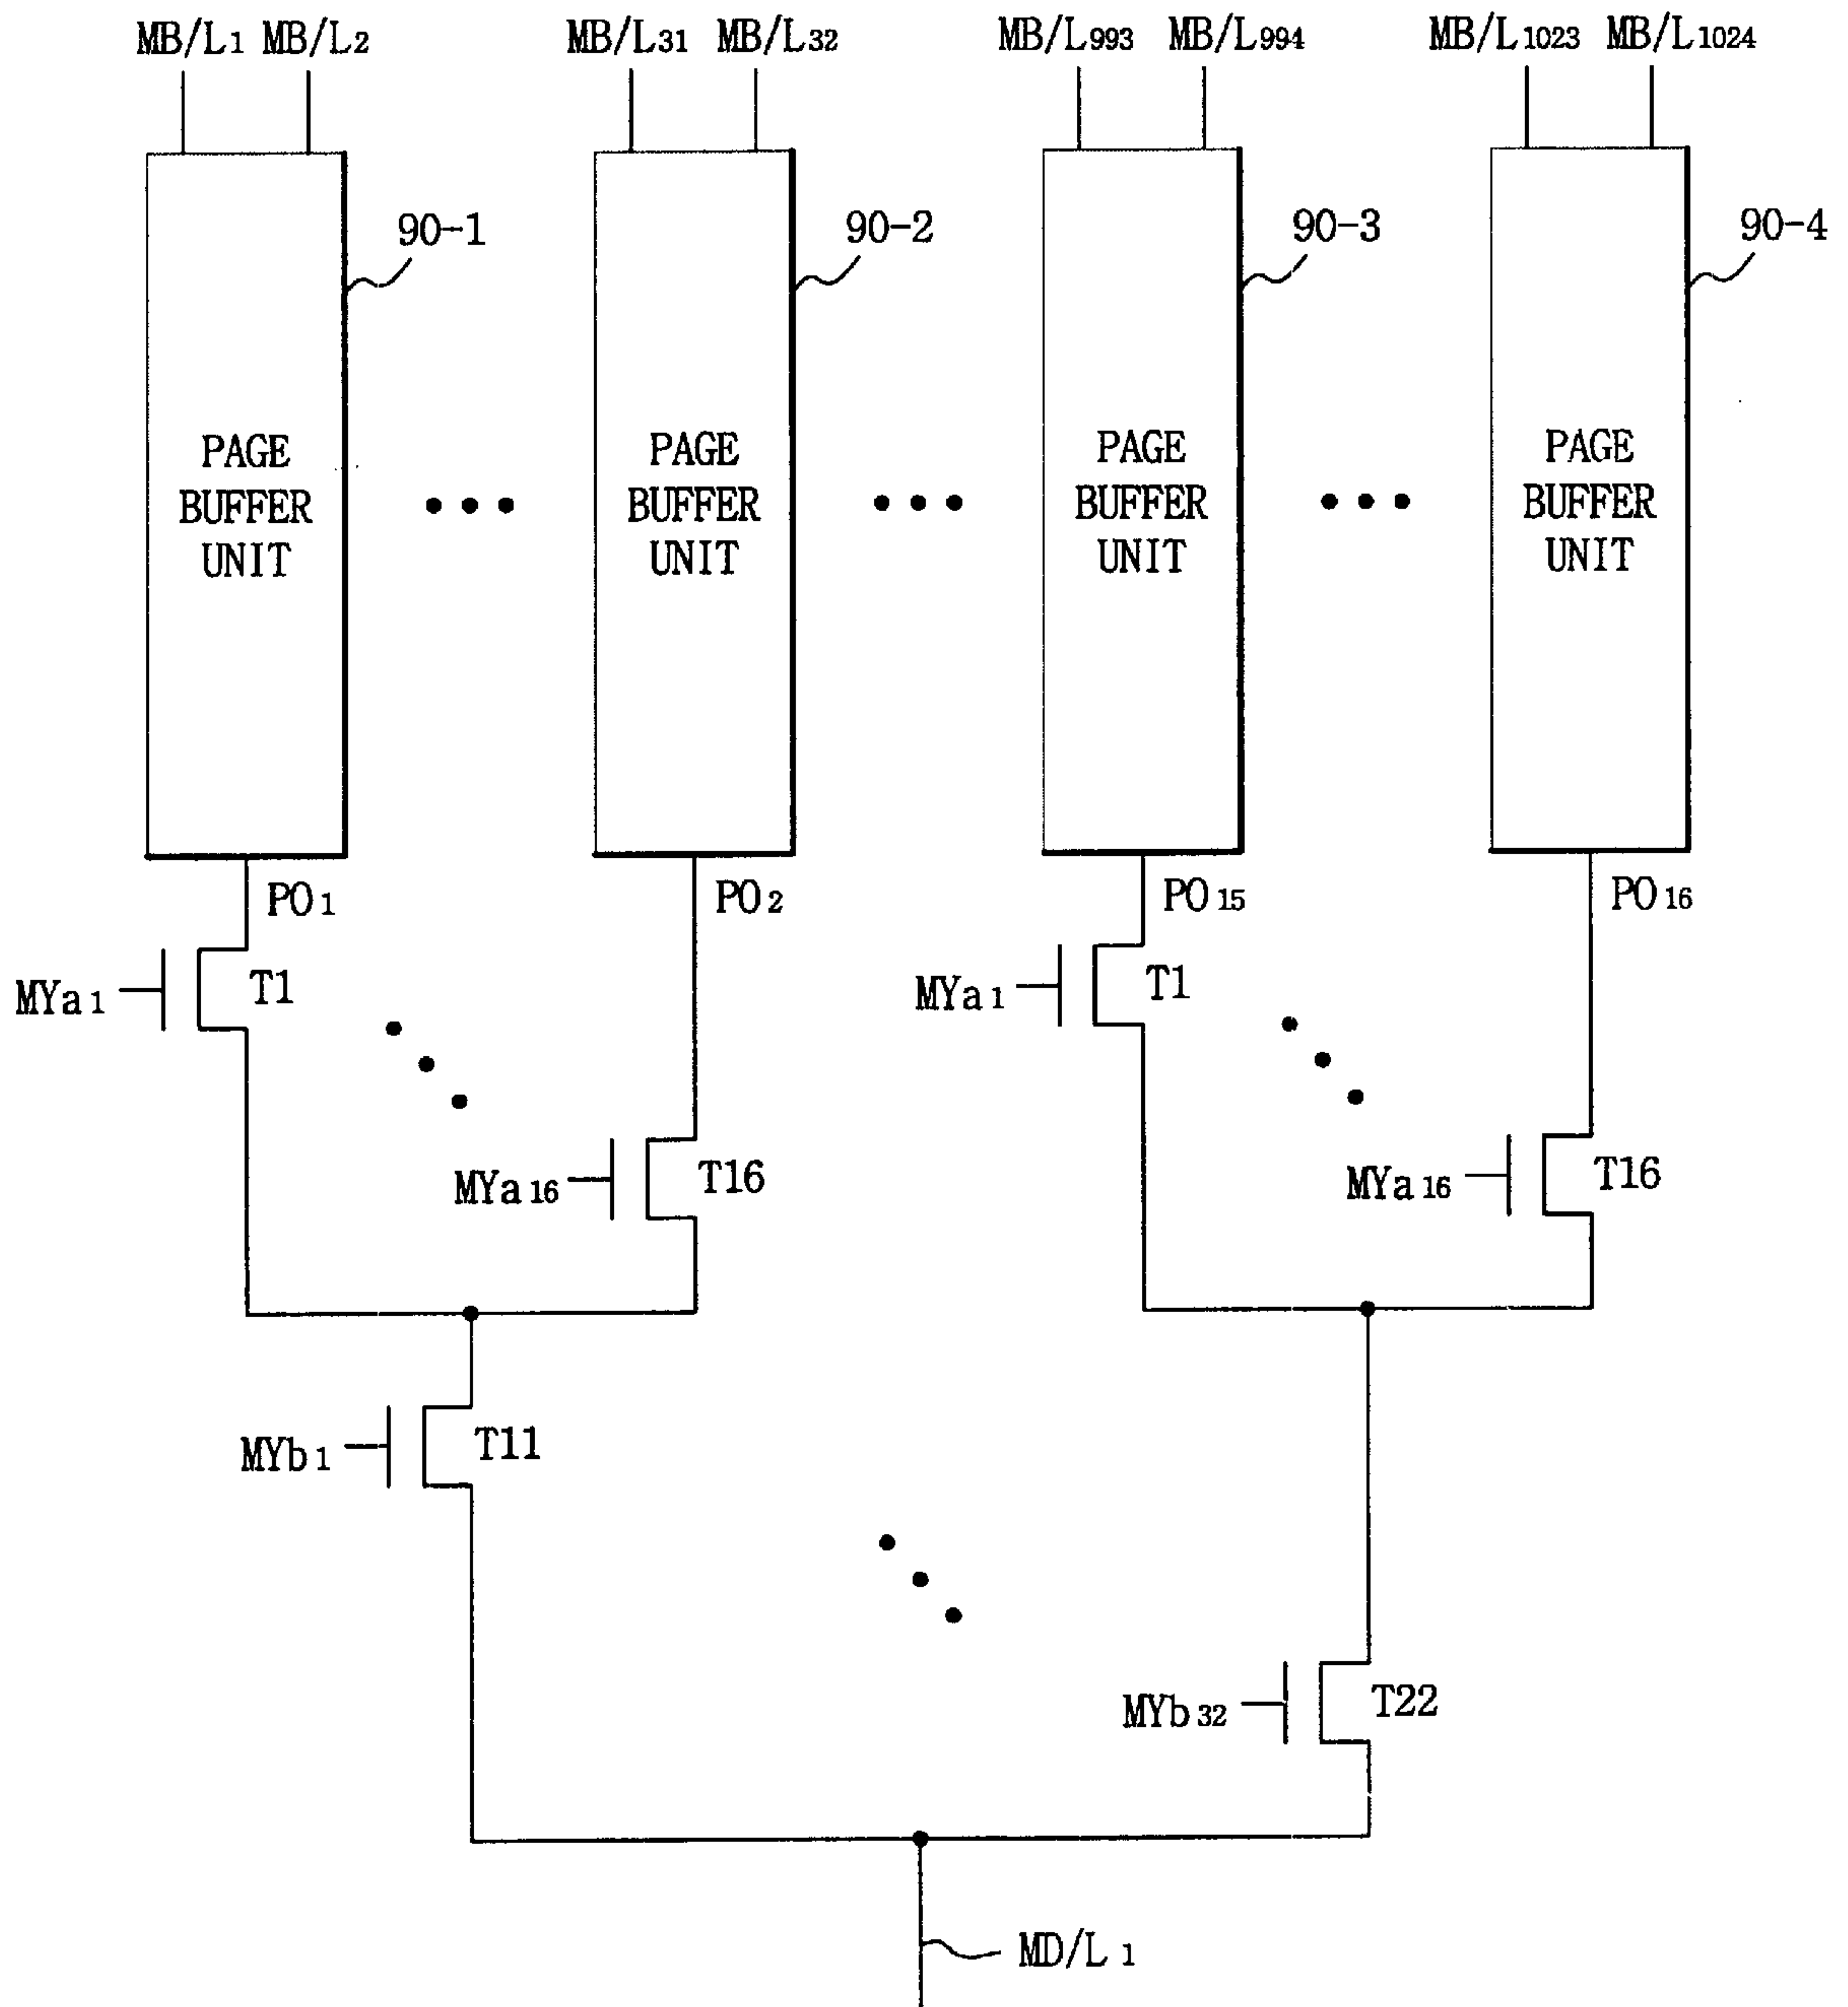 MB/L1 MB/L2 MB/L31 MB/L32 MB/L993 MB/L994 MB/L1023 MB/L1024
90-1 90-2 90-3 90-4
PAGE BUFFER UNIT
PAGE BUFFER UNIT
PAGE BUFFER UNIT
PAGE BUFFER UNIT
PO1 PO2 PO15 PO16
MYa1 T1 MYa1 T1
MYa16 T16 MYa16 T16
MYb1 T11
MYb32 T22
MD/L1